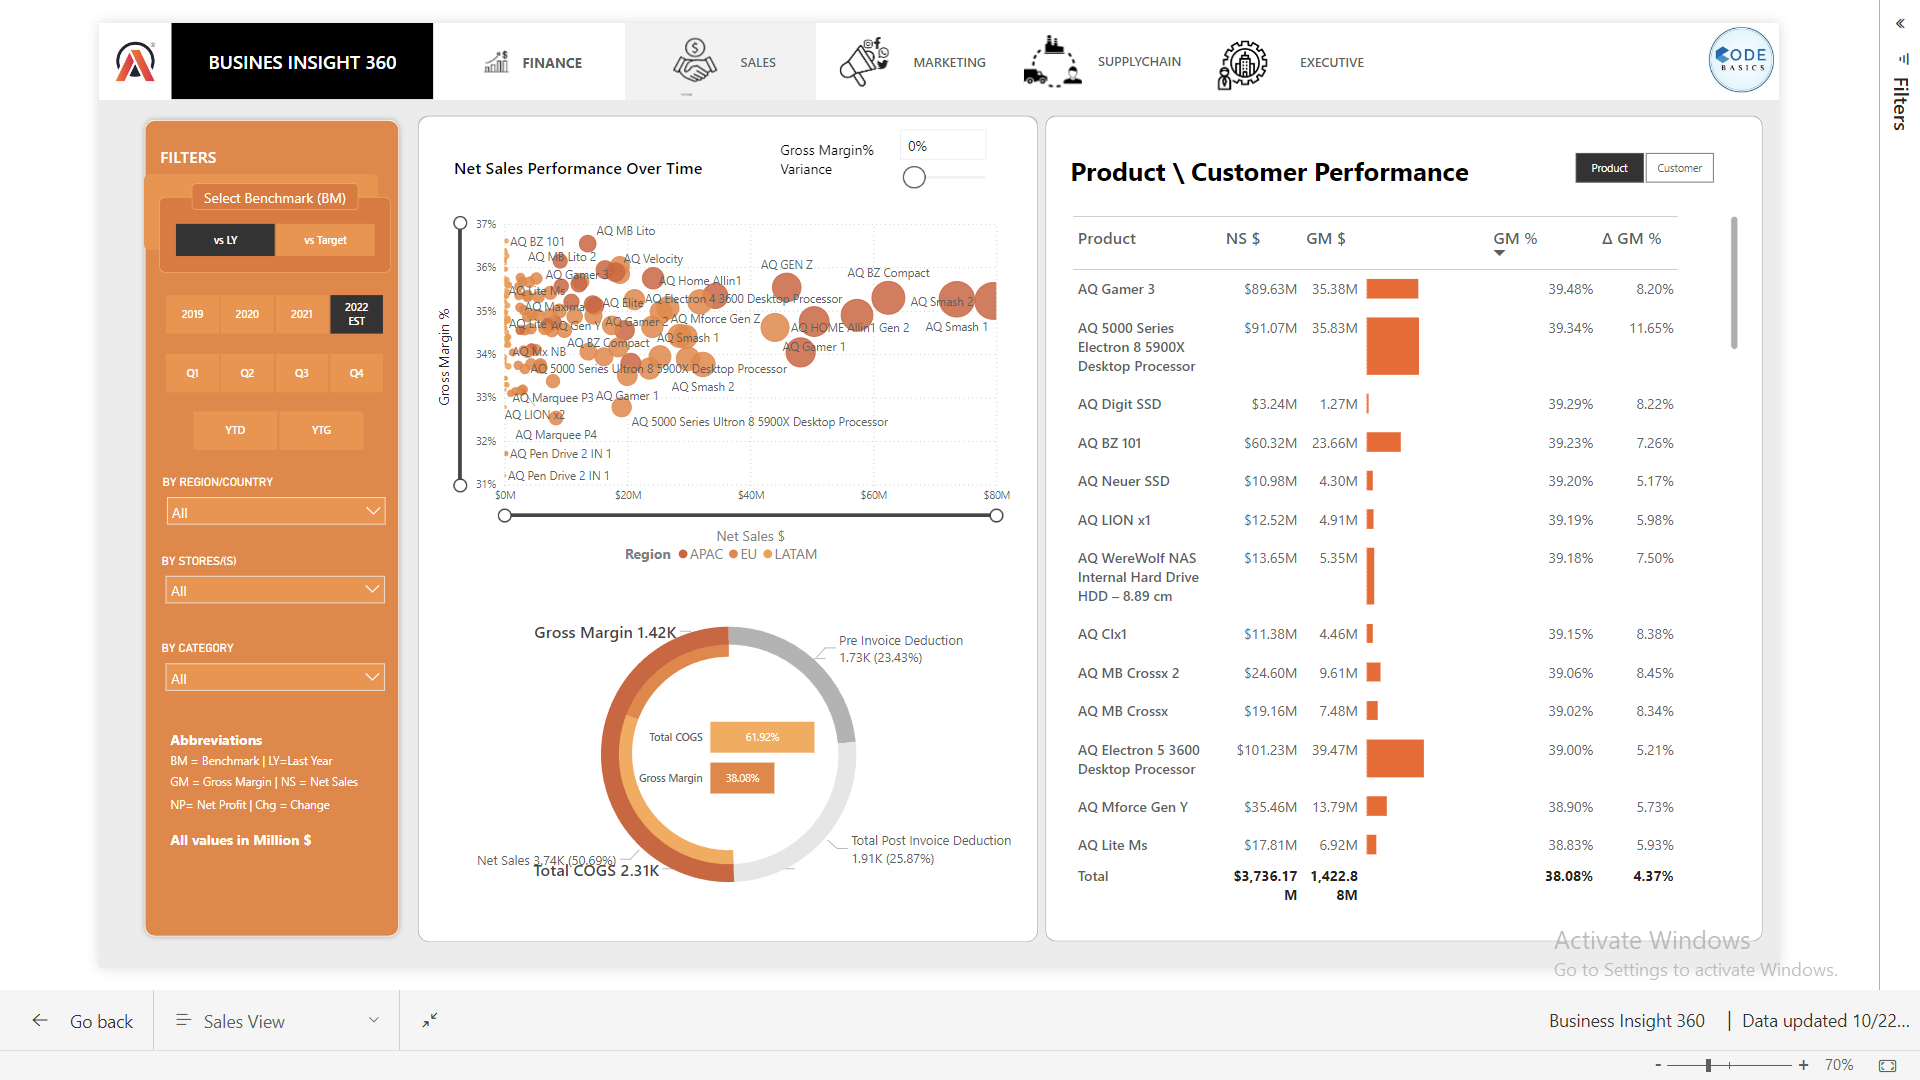 BUSINES INSIGHT 360
FINANCE
SALES
MARKETING
SUPPLYCHAIN
EXECUTIVE
CODE
BASICS
«
Filters
FILTERS
Select Benchmark (BM)
vs LY
vs Target
2019
2020
2021
2022
EST
Q1
Q2
Q3
Q4
YTD
YTG
BY REGION/COUNTRY
All
BY STORES/(S)
All
BY CATEGORY
All
Abbreviations
BM = Benchmark | LY=Last Year
GM = Gross Margin | NS = Net Sales
NP= Net Profit | Chg = Change
All values in Million $
Net Sales Performance Over Time
Gross Margin%
Variance
0%
Gross Margin %
37%
36%
35%
34%
33%
32%
31%
AQ MB Lito
AQ BZ 101
AQ MB Lito 2
AQ Velocity
AQ GEN Z
AQ Gamer 3
AQ BZ Compact
AQ Home Allin1
AQ Lite Ms
AQ Elite
AQ Electron 4 3600 Desktop Processor
AQ Smash 2
AQ Maxima
AQ Lite
AQ Gen Y
AQ Gamer 2
AQ Mforce Gen Z
AQ HOME Allin1 Gen 2
AQ Smash 1
AQ Smash 1
AQ BZ Compact
AQ Gamer 1
AQ Mx NB
AQ 5000 Series Ultron 8 5900X Desktop Processor
AQ Smash 2
AQ Marquee P3
AQ Gamer 1
AQ LION x2
AQ 5000 Series Ultron 8 5900X Desktop Processor
AQ Marquee P4
AQ Pen Drive 2 IN 1
AQ Pen Drive 2 IN 1
$0M
$20M
$40M
$60M
$80M
Net Sales $
Region APAC EU LATAM
Gross Margin 1.42K
Pre Invoice Deduction
1.73K (23.43%)
Total COGS
61.92%
Gross Margin
38.08%
Total Post Invoice Deduction
1.91K (25.87%)
Net Sales 3.74K (50.69%)
Total COGS 2.31K
Product \ Customer Performance
Product
Customer
Product NS $ GM $ GM % Δ GM %
AQ Gamer 3 $89.63M 35.38M 39.48% 8.20%
AQ 5000 Series $91.07M 35.83M 39.34% 11.65%
Electron 8 5900X
Desktop Processor
AQ Digit SSD $3.24M 1.27M 39.29% 8.22%
AQ BZ 101 $60.32M 23.66M 39.23% 7.26%
AQ Neuer SSD $10.98M 4.30M 39.20% 5.17%
AQ LION x1 $12.52M 4.91M 39.19% 5.98%
AQ WereWolf NAS $13.65M 5.35M 39.18% 7.50%
Internal Hard Drive
HDD – 8.89 cm
AQ Clx1 $11.38M 4.46M 39.15% 8.38%
AQ MB Crossx 2 $24.60M 9.61M 39.06% 8.45%
AQ MB Crossx $19.16M 7.48M 39.02% 8.34%
AQ Electron 5 3600 $101.23M 39.47M 39.00% 5.21%
Desktop Processor
AQ Mforce Gen Y $35.46M 13.79M 38.90% 5.73%
AQ Lite Ms $17.81M 6.92M 38.83% 5.93%
Total $3,736.17 1,422.8 38.08% 4.37%
M 8M
Activate Windows
Go to Settings to activate Windows.
Go back
Sales View
Business Insight 360 | Data updated 10/22...
- + 70%